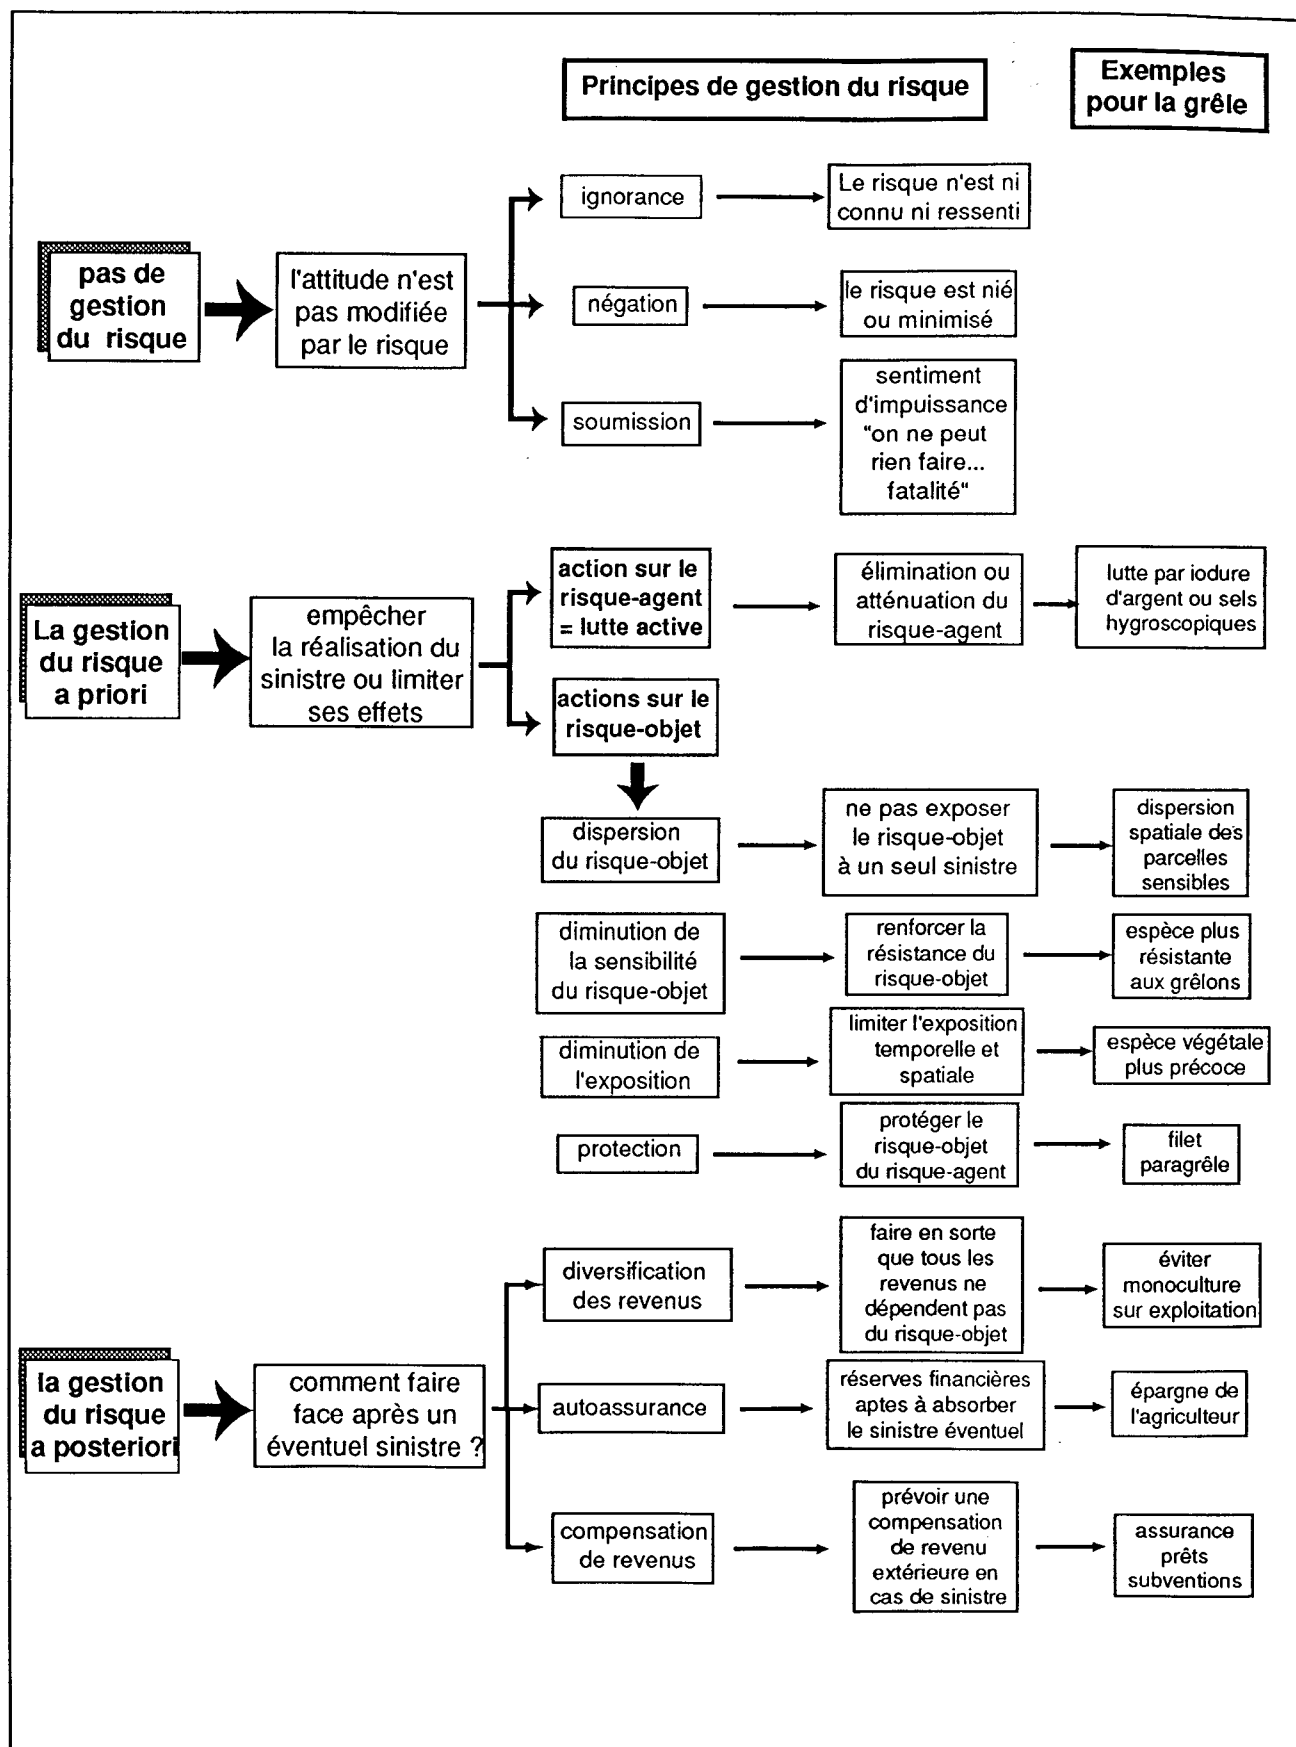 Principes de gestion du risque
Exemples
pour la grêle
pas de
gestion
du risque
l'attitude n'est
pas modifiée
par le risque
ignorance
Le risque n'est ni
connu ni ressenti
négation
le risque est nié
ou minimisé
soumission
sentiment
d'impuissance
"on ne peut
rien faire...
fatalité"
La gestion
du risque
a priori
empêcher
la réalisation du
sinistre ou limiter
ses effets
action sur le
risque-agent
= lutte active
élimination ou
atténuation du
risque-agent
lutte par iodure
d'argent ou sels
hygroscopiques
actions sur le
risque-objet
dispersion
du risque-objet
ne pas exposer
le risque-objet
à un seul sinistre
dispersion
spatiale des
parcelles
sensibles
diminution de
la sensibilité
du risque-objet
renforcer la
résistance du
risque-objet
espèce plus
résistante
aux grêlons
diminution de
l'exposition
limiter l'exposition
temporelle et
spatiale
espèce végétale
plus précoce
protection
protéger le
risque-objet
du risque-agent
filet
paragrêle
la gestion
du risque
a posteriori
comment faire
face après un
éventuel sinistre ?
diversification
des revenus
faire en sorte
que tous les
revenus ne
dépendent pas
du risque-objet
éviter
monoculture
sur exploitation
autoassurance
réserves financières
aptes à absorber
le sinistre éventuel
épargne de
l'agriculteur
compensation
de revenus
prévoir une
compensation
de revenu
extérieure en
cas de sinistre
assurance
prêts
subventions